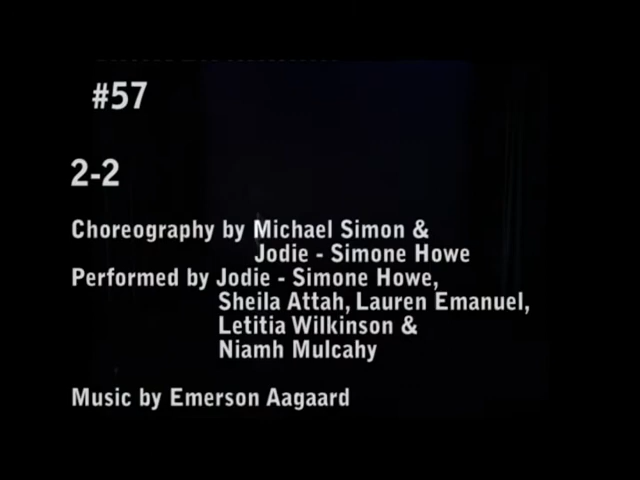 #57
2-2
Choreography by Michael Simon &
Jodie - Simone Howe
Performed by Jodie - Simone Howe,
Sheila Attah, Lauren Emanuel,
Letitia Wilkinson &
Niamh Mulcahy
Music by Emerson Aagaard